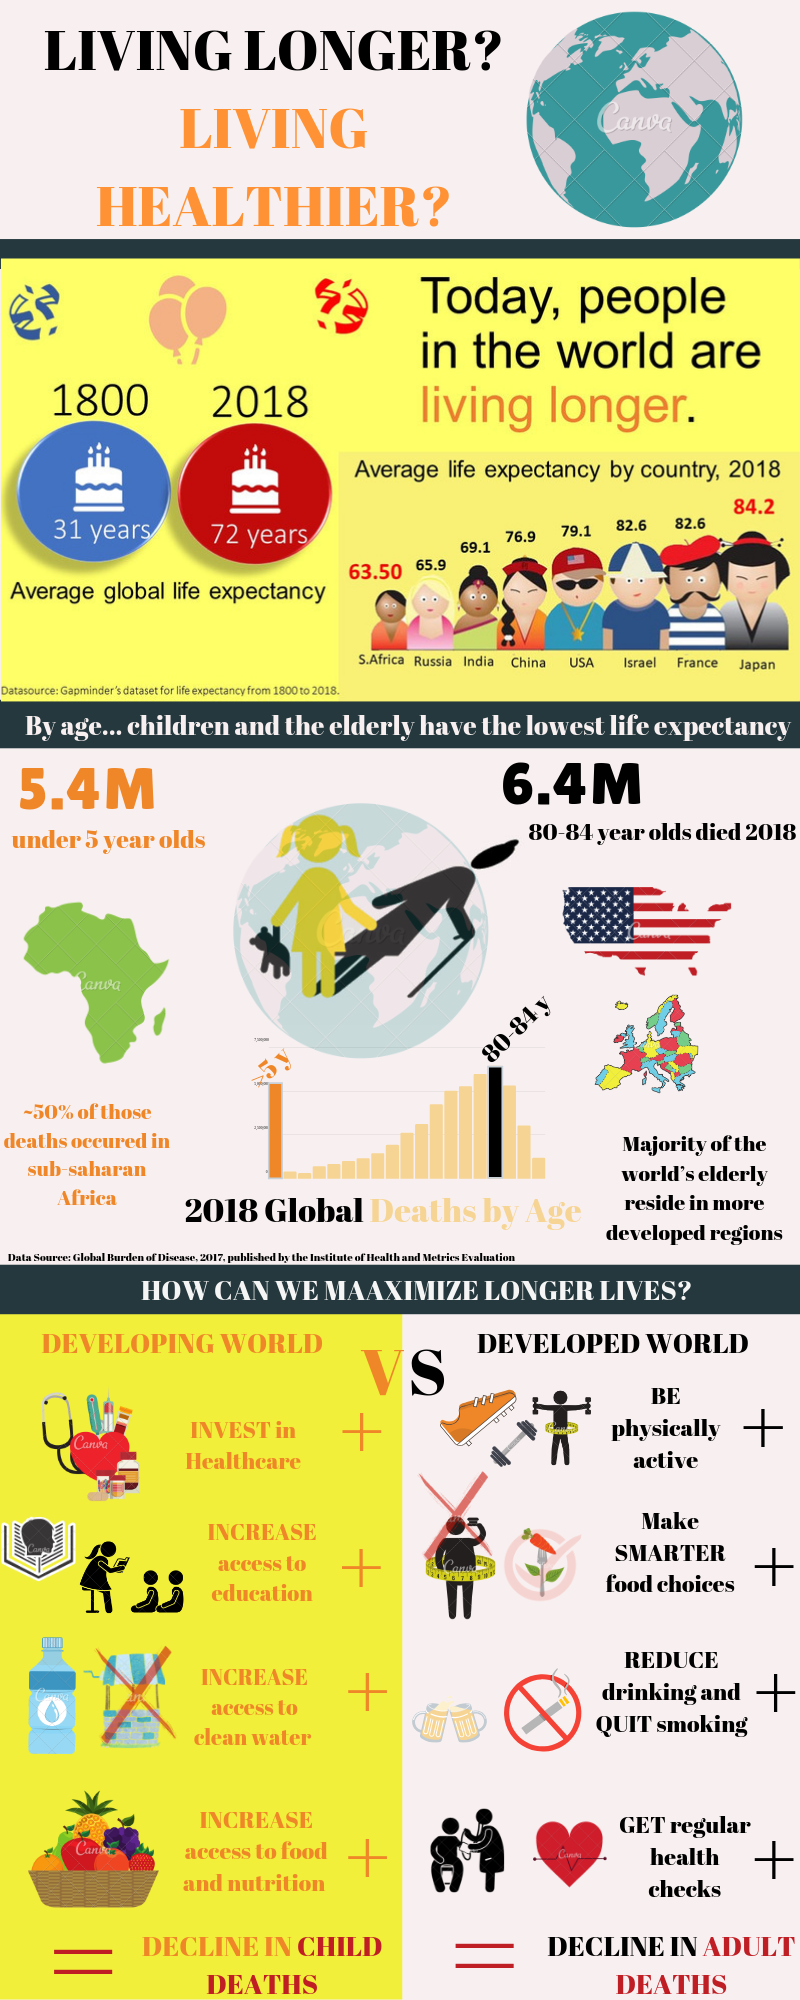 LIVING LONGER?
LIVING
HEALTHIER?
Canva
Today, people
in the world are
living longer.
1800
2018
31 years
72 years
Average global life expectancy
Datasource: Gapminder's dataset for life expectancy from 1800 to 2018.
Average life expectancy by country, 2018
63.50
65.9
69.1
76.9
79.1
82.6
82.6
84.2
S.Africa
Russia
India
China
USA
Israel
France
Japan
By age... children and the elderly have the lowest life expectancy
5.4M
under 5 year olds
6.4M
80-84 year olds died 2018
Canva
Canva
Canva
~50% of those
deaths occured in
sub-saharan
Africa
80-84 y
Majority of the
world's elderly
reside in more
developed regions
2018 Global Deaths by Age
Data Source: Global Burden of Disease, 2017, published by the Institute of Health and Metrics Evaluation
HOW CAN WE MAAXIMIZE LONGER LIVES?
DEVELOPING WORLD
VS
DEVELOPED WORLD
Canva
INVEST in
Healthcare
+
BE
physically
active
+
Canva
INCREASE
access to
education
+
Canva
Make
SMARTER
food choices
+
Canva
INCREASE
access to
clean water
+
REDUCE
drinking and
QUIT smoking
+
Canva
INCREASE
access to food
and nutrition
+
Canva
GET regular
health
checks
+
= DECLINE IN CHILD
DEATHS
= DECLINE IN ADULT
DEATHS